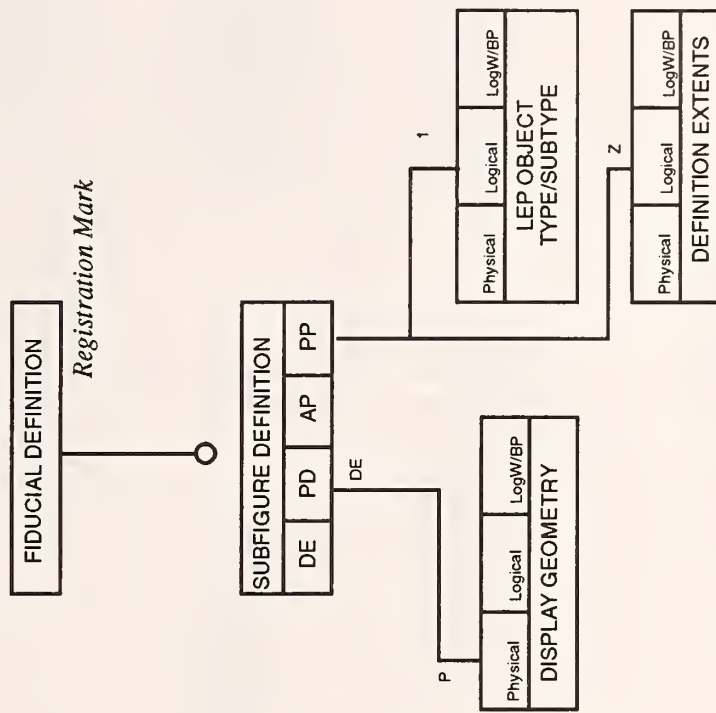 FIDUCIAL DEFINITION
Registration Mark
SUBFIGURE DEFINITION
DE PD AP PP
DE
P
Physical Logical LogW/BP
DISPLAY GEOMETRY
1
Physical Logical LogW/BP
LEP OBJECT
TYPE/SUBTYPE
Z
Physical Logical LogW/BP
DEFINITION EXTENTS